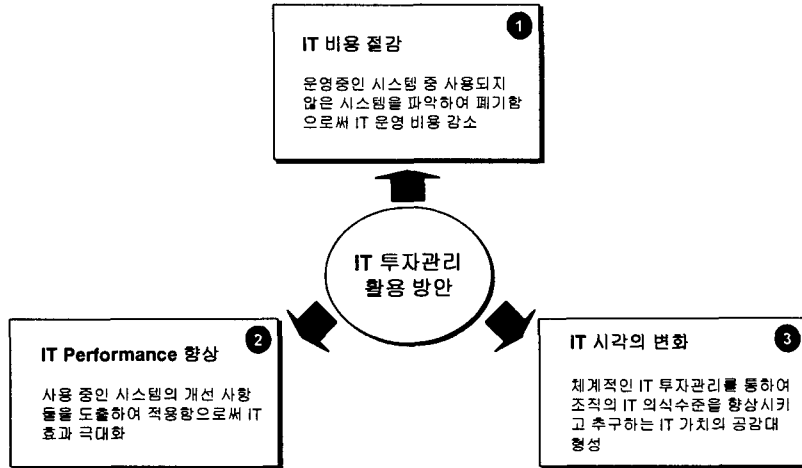 1
IT 비용 절감
운영중인 시스템 중 사용되지
않은 시스템을 파악하여 폐기함
으로써 IT 운영 비용 감소
IT 투자관리
활용 방안
2
IT Performance 향상
사용 중인 시스템의 개선 사항
들을 도출하여 적용함으로써 IT
효과 극대화
3
IT 시각의 변화
체계적인 IT 투자관리를 통하여
조직의 IT 의식수준을 향상시키
고 추구하는 IT 가치의 공감대
형성